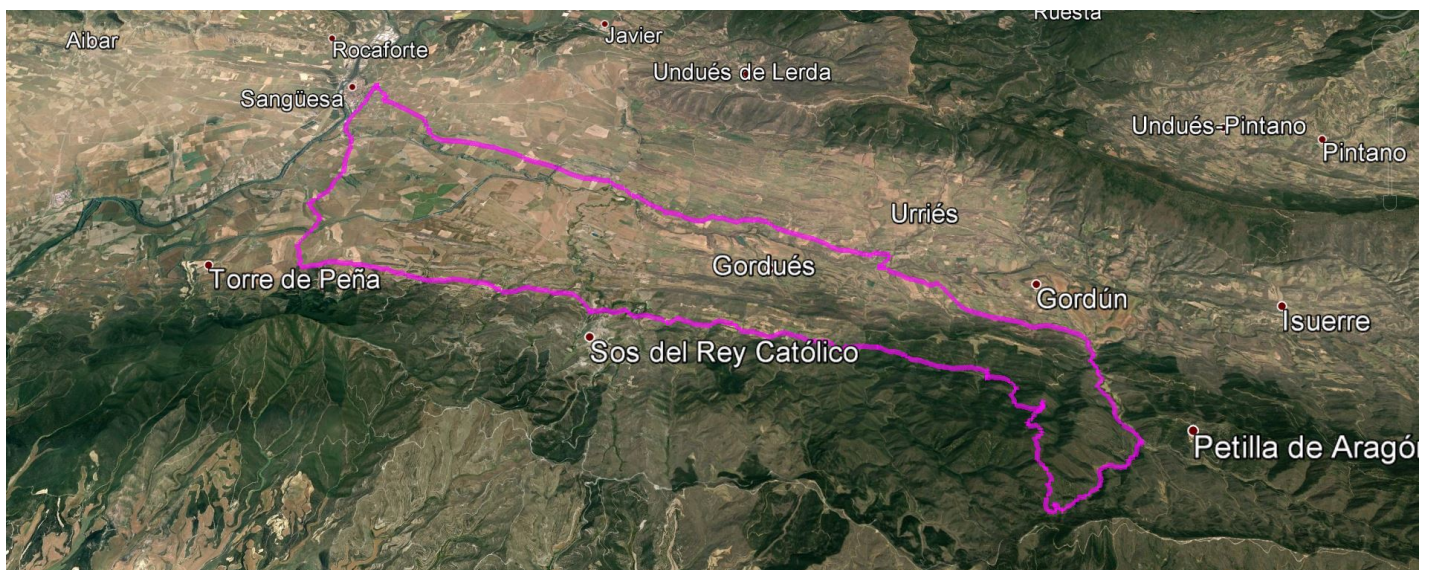 Ruesta
Aibar
Rocaforte
Javier
Undués de Lerda
Sangüesa
Undués-Pintano
Pintano
Urriés
Gordués
Torre de Peña
Gordún
Isuerre
Sos del Rey Católico
Petilla de Aragó